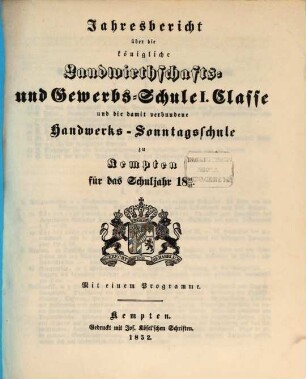 Jahresbericht
über die
königliche
Landwirthschafts-
und Gewerbs-Schule I. Classe
und die damit verbundene
Handwerks-Sonntagsschule
zu
Kempten
für das Schuljahr 18
Mit einem Programme.
Kempten.
Gedruckt mit Jos. Kösel'schen Schriften.
1852.